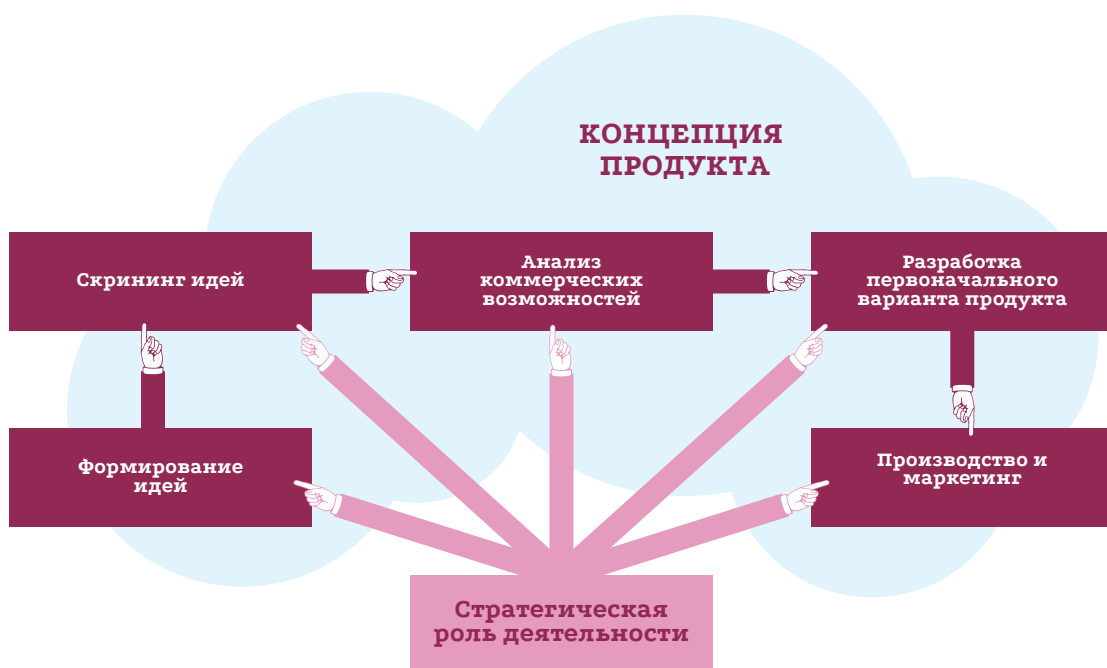 КОНЦЕПЦИЯ
ПРОДУКТА
Скрининг идей
Анализ
коммерческих
возможностей
Разработка
первоначального
варианта продукта
Формирование
идей
Производство и
маркетинг
Стратегическая
роль деятельности